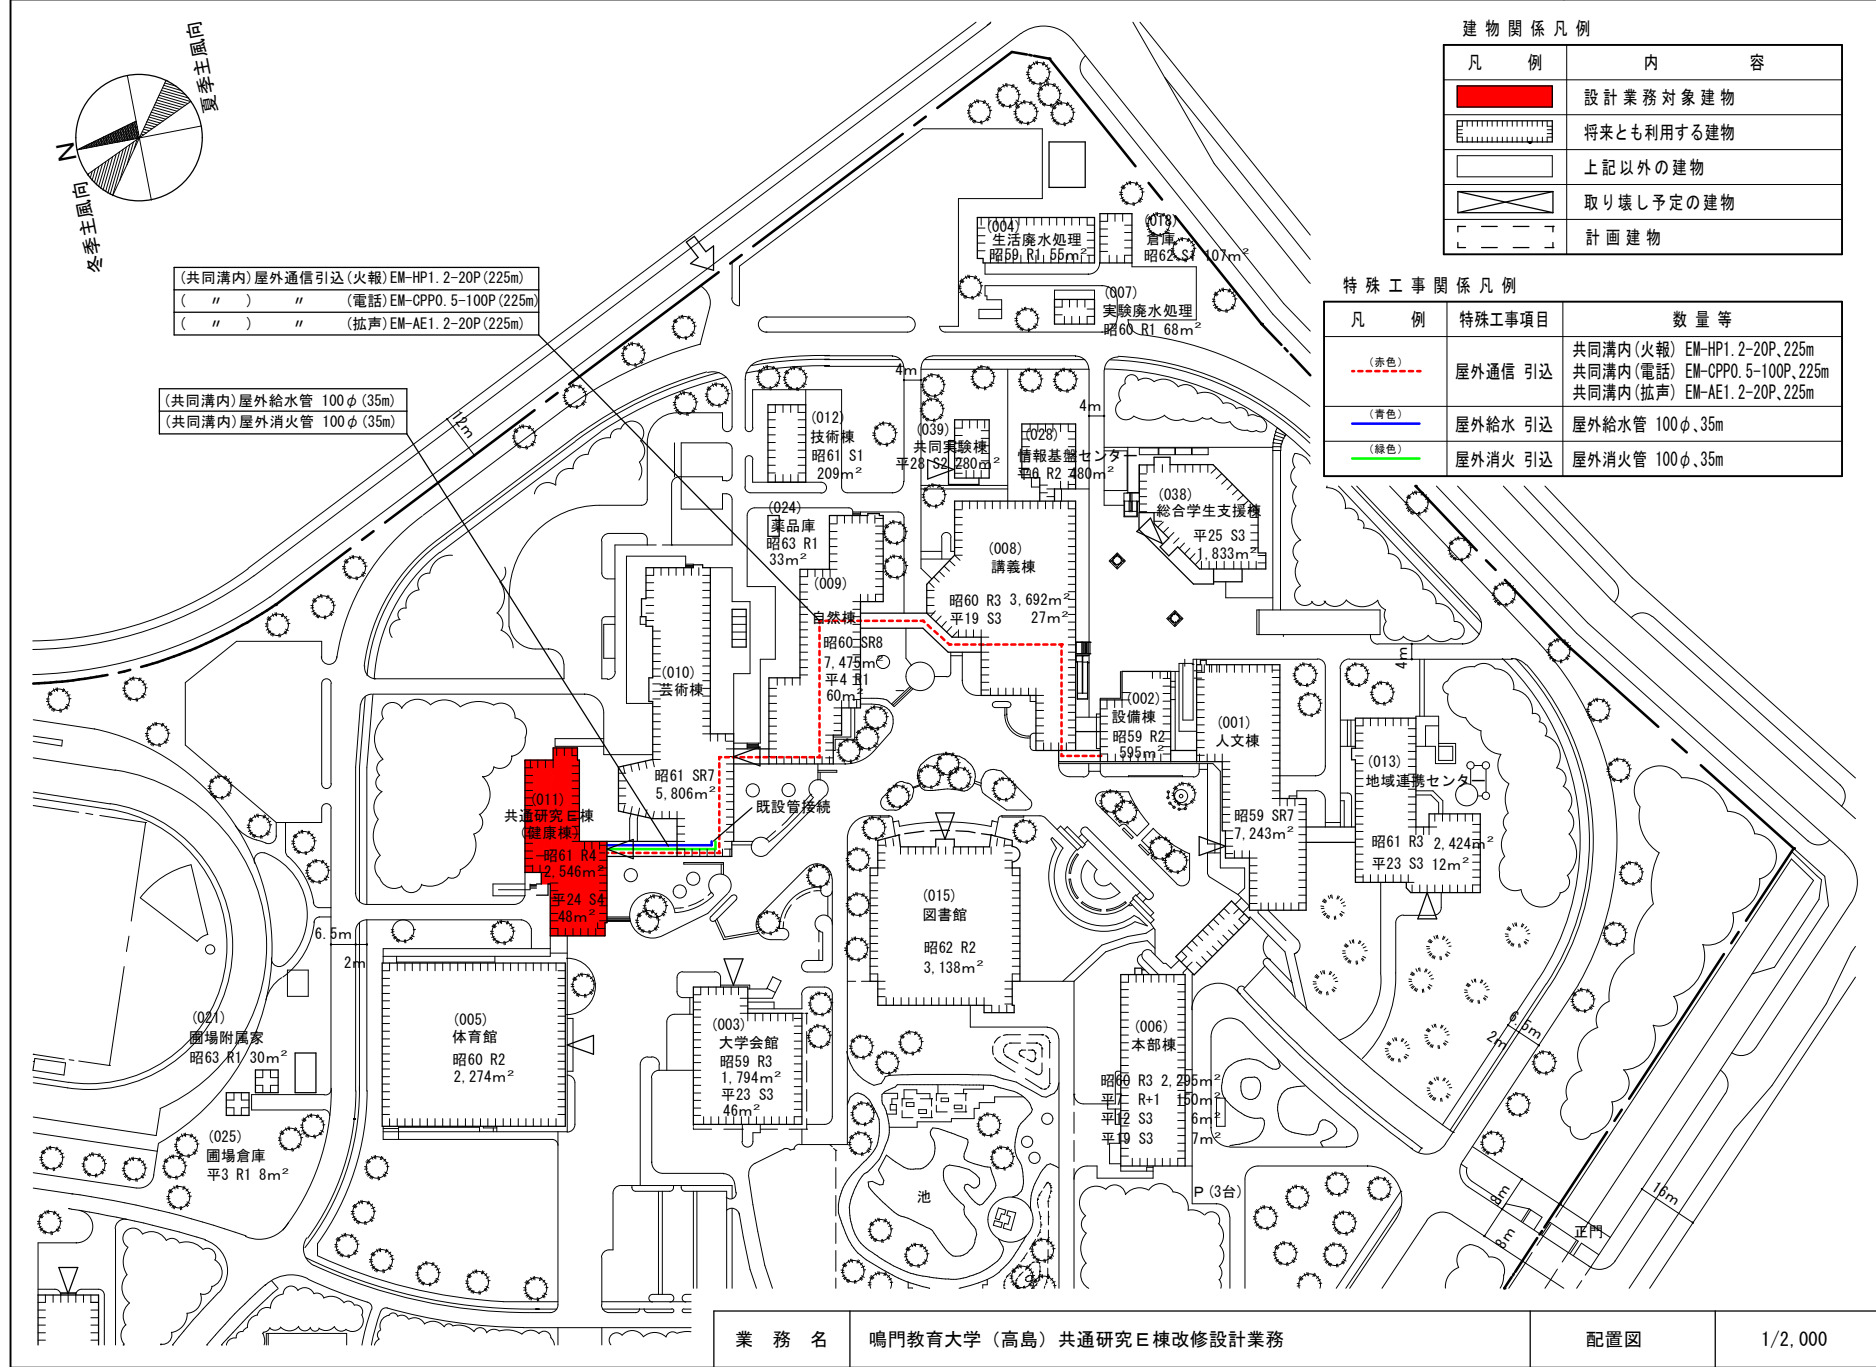 夏季主風向
N
冬季主風向
建物関係凡例
凡 例 内 容
設計業務対象建物
将来とも利用する建物
上記以外の建物
取り壊し予定の建物
計画建物
特殊工事関係凡例
凡 例 特殊工事項目 数量等
(赤色) 屋外通信 引込 共同溝内(火報) EM-HP1.2-20P、225m
共同溝内(電話) EM-CPP0.5-100P、225m
共同溝内(拡声) EM-AE1.2-20P、225m
(青色) 屋外給水 引込 屋外給水管 100φ、35m
(緑色) 屋外消火 引込 屋外消火管 100φ、35m
(共同溝内)屋外通信引込(火報)EM-HP1.2-20P(225m)
( 〃 ) 〃 (電話)EM-CPP0.5-100P(225m)
( 〃 ) 〃 (拡声)EM-AE1.2-20P(225m)
(共同溝内)屋外給水管 100φ(35m)
(共同溝内)屋外消火管 100φ(35m)
12m
4m
4m
4m
(004)
生活廃水処理
昭59 R1 55m²
(018)
倉庫
昭62 S1 107m²
(007)
実験廃水処理
昭60 R1 68m²
(012)
技術棟
昭61 S1
209m²
(039)
共同実験棟
平28 S2 280m²
(028)
情報基盤センター
平6 R2 480m²
(038)
総合学生支援棟
平25 S3
1,833m²
(024)
薬品庫
昭63 R1
33m²
(009)
自然棟
昭60 SR8
7,475m²
平4 R1
60m²
(008)
講義棟
昭60 R3 3,692m²
平19 S3 27m²
(010)
芸術棟
昭61 SR7
5,806m²
既設管接続
(002)
設備棟
昭59 R2
595m²
(001)
人文棟
昭59 SR7
7,243m²
(013)
地域連携センター
昭61 R3 2,424m²
平23 S3 12m²
(011)
共通研究E棟
(健康棟)
昭61 R4
2,546m²
平24 S4
48m²
6.5m
2m
(015)
図書館
昭62 R2
3,138m²
(005)
体育館
昭60 R2
2,274m²
(003)
大学会館
昭59 R3
1,794m²
平23 S3
46m²
(006)
本部棟
昭60 R3 2,295m²
平7 R+1 150m²
平12 S3 6m²
平19 S3 7m²
(021)
圃場附属家
昭63 R1 30m²
(025)
圃場倉庫
平3 R1 8m²
池
P(3台)
6.5m
2m
8m
8m
16m
正門
業務名 鳴門教育大学（高島）共通研究E棟改修設計業務 配置図 1/2,000